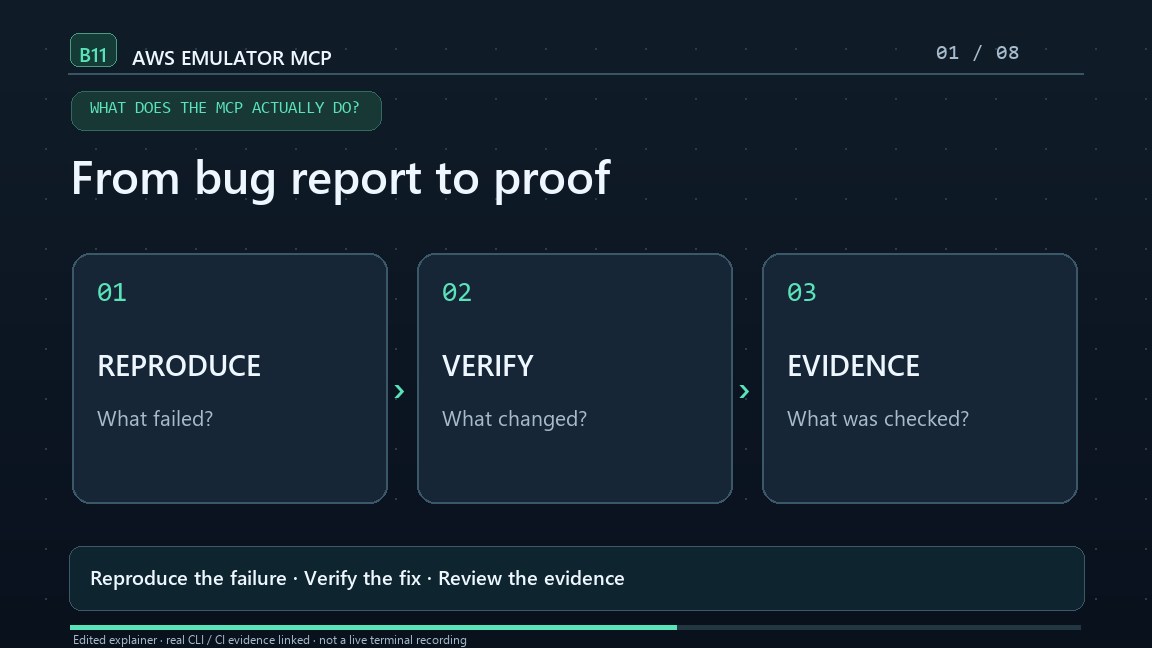 B11
AWS EMULATOR MCP
01 / 08
WHAT DOES THE MCP ACTUALLY DO?
From bug report to proof
01
REPRODUCE
What failed?
›
02
VERIFY
What changed?
›
03
EVIDENCE
What was checked?
Reproduce the failure · Verify the fix · Review the evidence
Edited explainer · real CLI / CI evidence linked · not a live terminal recording